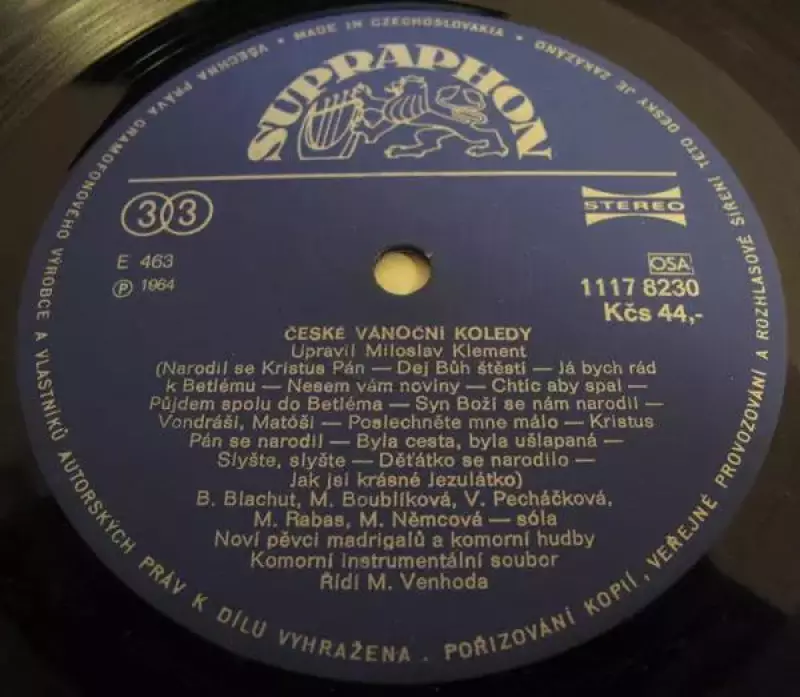 VŠECHNA PRÁVA GRAMOFONOVÉHO VÝROBCE A VLASTNÍKŮ AUTORSKÝCH PRÁV K DÍLU VYHRAŽENA . POŘIZOVÁNÍ KOPIÍ, VEŘEJNÉ PROVOZOVÁNÍ A ROZHLASOVÉ ŠÍŘENÍ TÉTO DESKY JE ZAKÁZÁNO • MADE IN CZECHOSLOVAKIA •
SUPRAPHON
33
STEREO
E 463
OSA
Ⓟ 1964
1117 8230
Kčs 44,-
ČESKÉ VÁNOČNÍ KOLEDY
Upravil Miloslav Klement
(Narodil se Kristus Pán — Dej Bůh štěstí — Já bych rád
k Betlému — Nesem vám noviny — Chtíc aby spal —
Půjdem spolu do Betléma — Syn Boží se nám narodil —
Vondráši, Matóši — Poslechněte mne málo — Kristus
Pán se narodil — Byla cesta, byla ušlapaná —
Slyšte, slyšte — Děťátko se narodilo —
Jak jsi krásné Jezulátko)
B. Blachut, M. Boublíková, V. Pecháčková,
M. Rabas, M. Němcová — sóla
Noví pěvci madrigalů a komorní hudby
Komorní instrumentální soubor
Řídí M. Venhoda